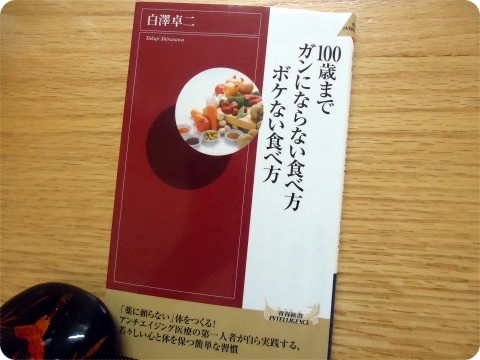 白澤卓二
Takuji Shirasawa
100歳まで
ガンにならない食べ方
ボケない食べ方
青春新書
INTELLIGENCE
「薬に頼らない」体をつくる!
アンチエイジング医療の第一人者が自ら実践する、
若々しい心と体を保つ簡単な習慣